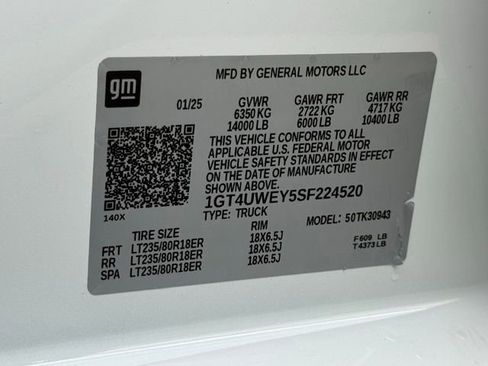 gm
MFD BY GENERAL MOTORS LLC
01/25 GVWR GAWR FRT GAWR RR
6350 KG 2722 KG 4717 KG
14000 LB 6000 LB 10400 LB
THIS VEHICLE CONFORMS TO ALL
APPLICABLE U.S. FEDERAL MOTOR
VEHICLE SAFETY STANDARDS IN EFFECT
ON THE DATE OF MANUFACTURE
SHOWN ABOVE.
1GT4UWEY5SF224520
140X
TYPE: TRUCK MODEL: 50TK30943
TIRE SIZE RIM
FRT LT235/80R18ER 18X6.5J F 609 LB
RR LT235/80R18ER 18X6.5J T 4373 LB
SPA LT235/80R18ER 18X6.5J